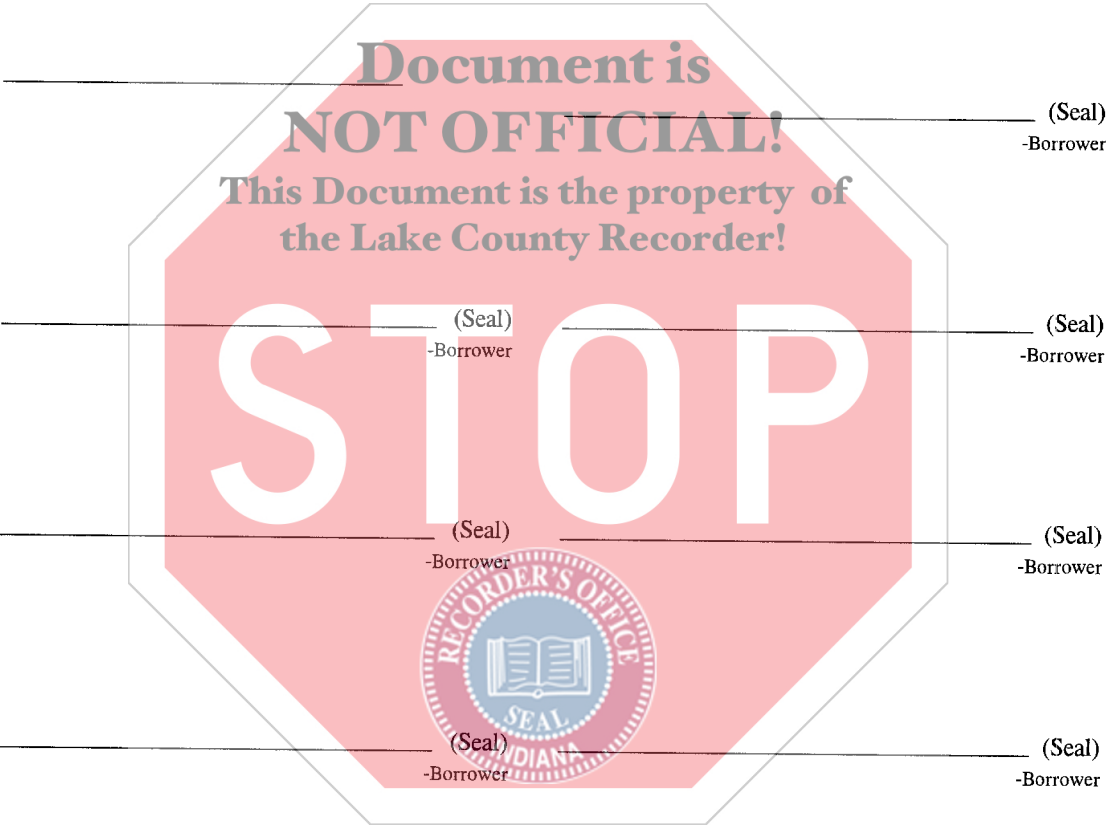 Document is
NOT OFFICIAL!
This Document is the property of
the Lake County Recorder!
(Seal)
-Borrower
STOP
(Seal)
-Borrower
(Seal)
-Borrower
(Seal)
-Borrower
(Seal)
-Borrower
RECORDER'S OFFICE
SEAL
INDIANA
(Seal)
-Borrower
(Seal)
-Borrower